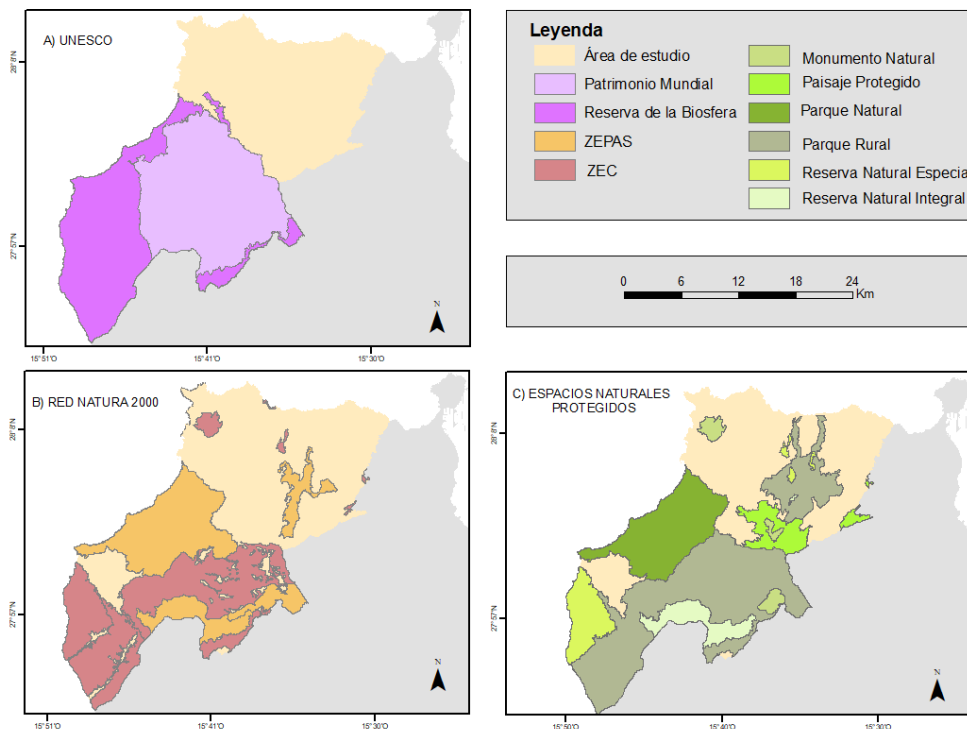 A) UNESCO
28°8'N
27°57'N
N
15°51'O
15°41'O
15°30'O
Leyenda
Área de estudio
Patrimonio Mundial
Reserva de la Biosfera
ZEPAS
ZEC
Monumento Natural
Paisaje Protegido
Parque Natural
Parque Rural
Reserva Natural Especia
Reserva Natural Integral
0 6 12 18 24
Km
B) RED NATURA 2000
28°8'N
27°57'N
N
15°51'O
15°41'O
15°30'O
C) ESPACIOS NATURALES
PROTEGIDOS
28°8'N
27°57'N
N
15°50'O
15°40'O
15°30'O